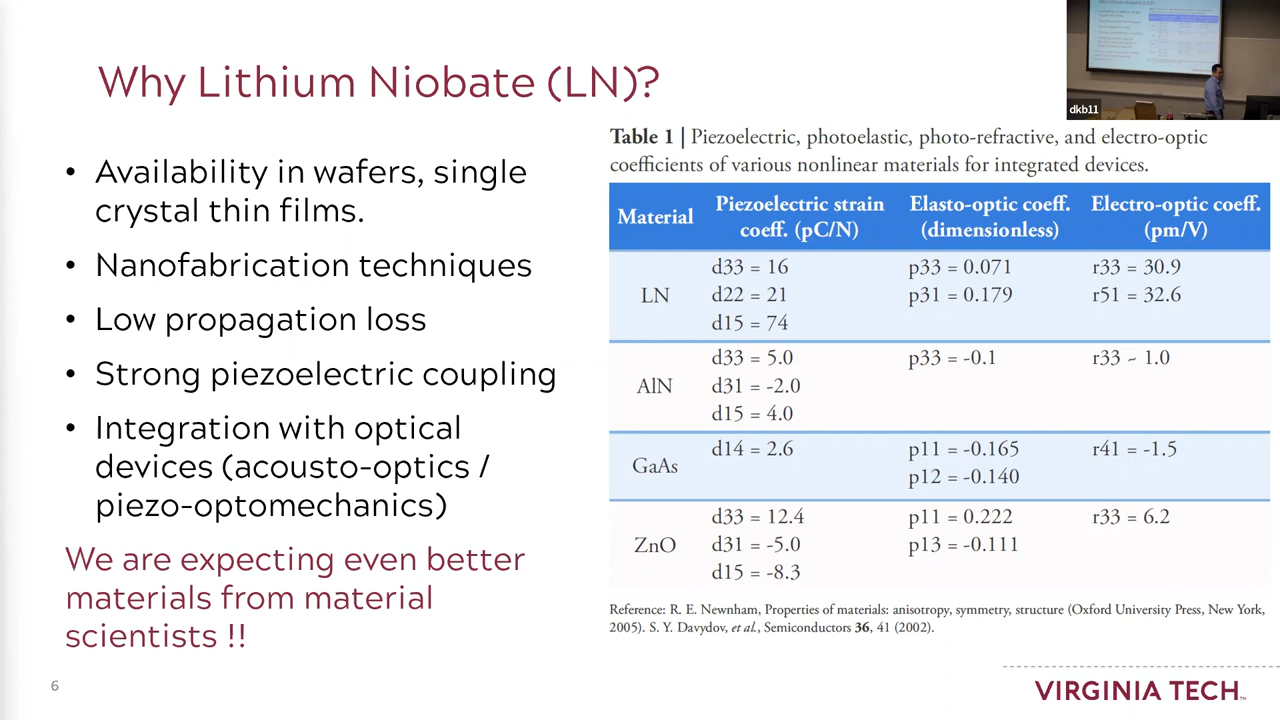 Why Lithium Niobate (LN)?
• Availability in wafers, single
crystal thin films.
• Nanofabrication techniques
• Low propagation loss
• Strong piezoelectric coupling
• Integration with optical
devices (acousto-optics /
piezo-optomechanics)
We are expecting even better
materials from material
scientists !!
6
dkb11
Table 1 | Piezoelectric, photoelastic, photo-refractive, and electro-optic
coefficients of various nonlinear materials for integrated devices.
Material Piezoelectric strain coeff. (pC/N) Elasto-optic coeff. (dimensionless) Electro-optic coeff. (pm/V)
d33 = 16 p33 = 0.071 r33 = 30.9
LN d22 = 21 p31 = 0.179 r51 = 32.6
d15 = 74
d33 = 5.0 p33 = -0.1 r33 ~ 1.0
AlN d31 = -2.0
d15 = 4.0
GaAs d14 = 2.6 p11 = -0.165 r41 = -1.5
p12 = -0.140
d33 = 12.4 p11 = 0.222 r33 = 6.2
ZnO d31 = -5.0 p13 = -0.111
d15 = -8.3
Reference: R. E. Newnham, Properties of materials: anisotropy, symmetry, structure (Oxford University Press, New York,
2005). S. Y. Davydov, et al., Semiconductors 36, 41 (2002).
VIRGINIA TECH™